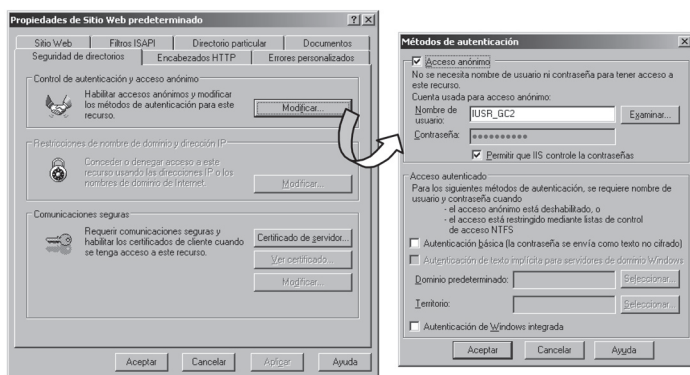 Propiedades de Sitio Web predeterminado
Sitio Web
Filtros ISAPI
Directorio particular
Documentos
Seguridad de directorios
Encabezados HTTP
Errores personalizados
Control de autenticación y acceso anónimo
Habilitar accesos anónimos y modificar
los métodos de autenticación para este
recurso.
Modificar...
Restricciones de nombre de dominio y dirección IP
Conceder o denegar acceso a este
recurso usando las direcciones IP o los
nombres de dominio de Internet.
Modificar...
Comunicaciones seguras
Requerir comunicaciones seguras y
habilitar los certificados de cliente cuando
se tenga acceso a este recurso.
Certificado de servidor...
Ver certificado...
Modificar...
Aceptar
Cancelar
Aplicar
Ayuda
Métodos de autenticación
Acceso anónimo
No se necesita nombre de usuario ni contraseña para tener acceso a
este recurso.
Cuenta usada para acceso anónimo:
Nombre de
usuario:
IUSR_GC2
Examinar...
Contraseña:
Permitir que IIS controle la contraseñas
Acceso autenticado
Para los siguientes métodos de autenticación, se requiere nombre de
usuario y contraseña cuando
- el acceso anónimo está deshabilitado, o
- el acceso está restringido mediante listas de control
de acceso NTFS
Autenticación básica (la contraseña se envía como texto no cifrado)
Autenticación de texto implícita para servidores de dominio Windows
Dominio predeterminado:
Seleccionar...
Territorio:
Seleccionar...
Autenticación de Windows integrada
Aceptar
Cancelar
Ayuda